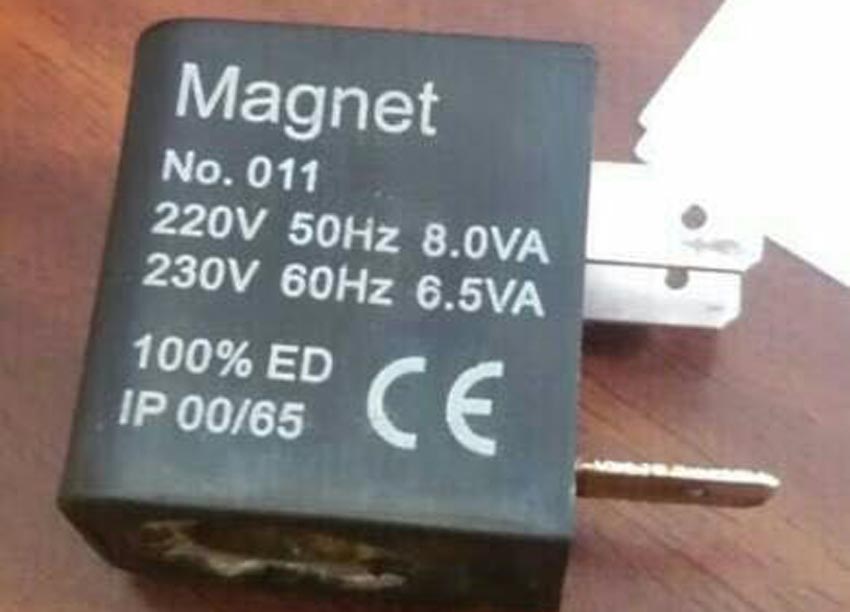 Magnet
No. 011
220V 50Hz 8.0VA
230V 60Hz 6.5VA
100% ED
IP 00/65
CE